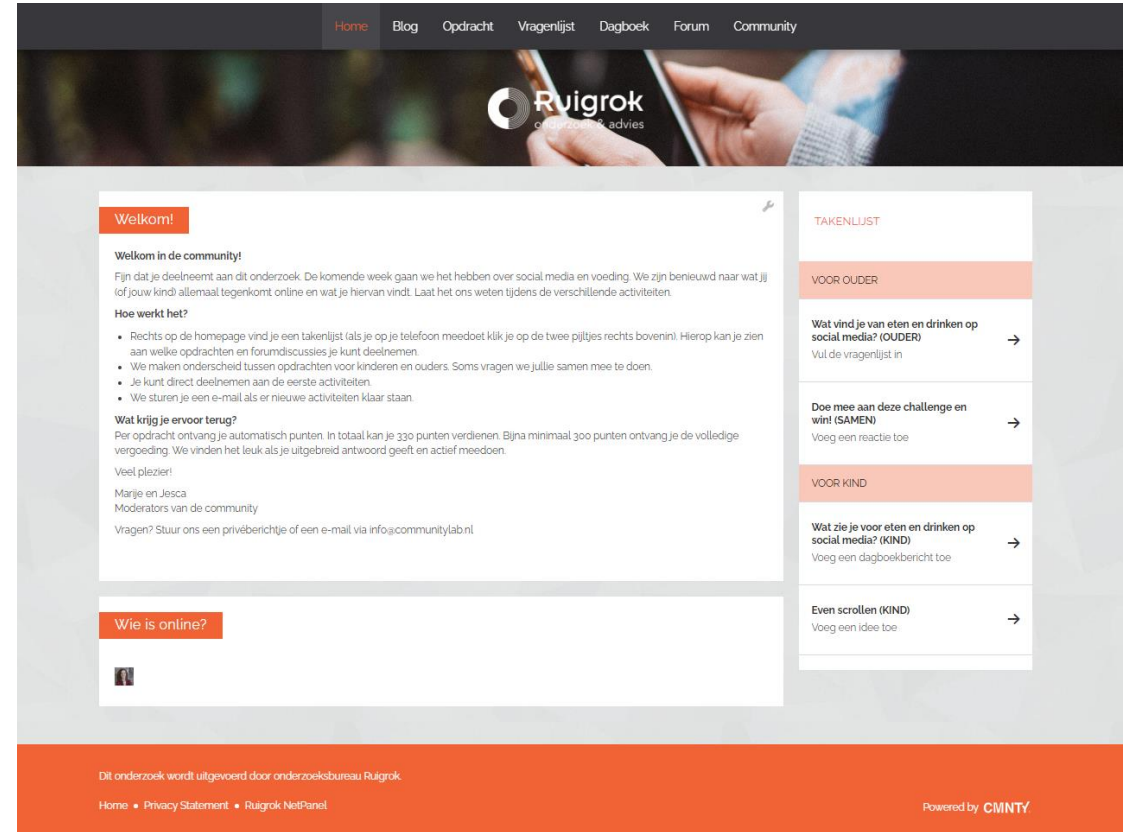 Home Blog Opdracht Vragenlijst Dagboek Forum Community
Ruigrok
onderzoek & advies
Welkom!
Welkom in de community!
Fijn dat je deelneemt aan dit onderzoek. De komende week gaan we het hebben over social media en voeding. We zijn benieuwd naar wat jij
(of jouw kind) allemaal tegenkomt online en wat je hiervan vindt. Laat het ons weten tijdens de verschillende activiteiten.
Hoe werkt het?
• Rechts op de homepage vind je een takenlijst (als je op je telefoon meedoet klik je op de twee pijltjes rechts bovenin). Hierop kan je zien
aan welke opdrachten en forumdiscussies je kunt deelnemen.
• We maken onderscheid tussen opdrachten voor kinderen en ouders. Soms vragen we jullie samen mee te doen.
• Je kunt direct deelnemen aan de eerste activiteiten.
• We sturen je een e-mail als er nieuwe activiteiten klaar staan.
Wat krijg je ervoor terug?
Per opdracht ontvang je automatisch punten. In totaal kan je 330 punten verdienen. Bijna minimaal 300 punten ontvang je de volledige
vergoeding. We vinden het leuk als je uitgebreid antwoord geeft en actief meedoen.
Veel plezier!
Marije en Jesca
Moderators van de community
Vragen? Stuur ons een privéberichtje of een e-mail via info@communitylab.nl
Wie is online?
TAKENLIJST
VOOR OUDER
Wat vind je van eten en drinken op
social media? (OUDER)
Vul de vragenlijst in
Doe mee aan deze challenge en
win! (SAMEN)
Voeg een reactie toe
VOOR KIND
Wat zie je voor eten en drinken op
social media? (KIND)
Voeg een dagboekbericht toe
Even scrollen (KIND)
Voeg een idee toe
Dit onderzoek wordt uitgevoerd door onderzoeksbureau Ruigrok.
Home • Privacy Statement • Ruigrok NetPanel
Powered by CMNTY.